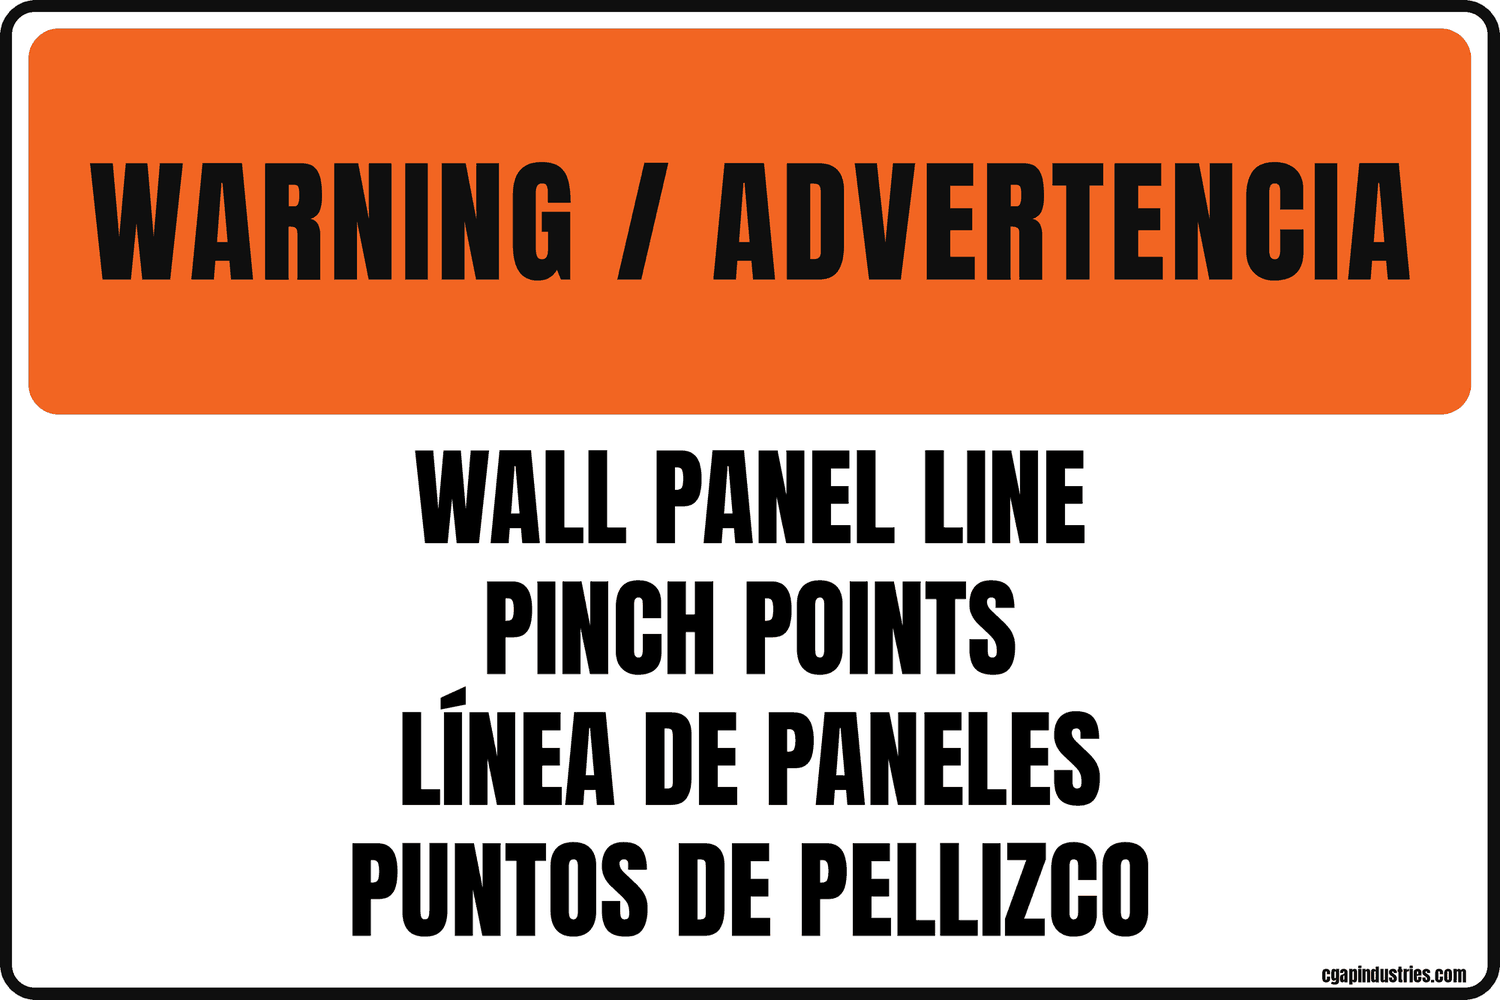 WARNING / ADVERTENCIA
WALL PANEL LINE
PINCH POINTS
LÍNEA DE PANELES
PUNTOS DE PELLIZCO
cgapindustries.com